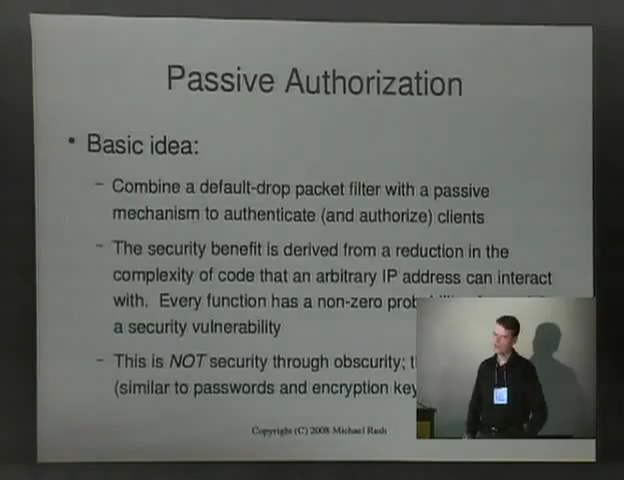 Passive Authorization
• Basic idea:
– Combine a default-drop packet filter with a passive
mechanism to authenticate (and authorize) clients
– The security benefit is derived from a reduction in the
complexity of code that an arbitrary IP address can interact
with. Every function has a non-zero
a security vulnerability
– This is NOT security through obscurity;
(similar to passwords and encryption
Copyright (C) 2008 Michael Rash